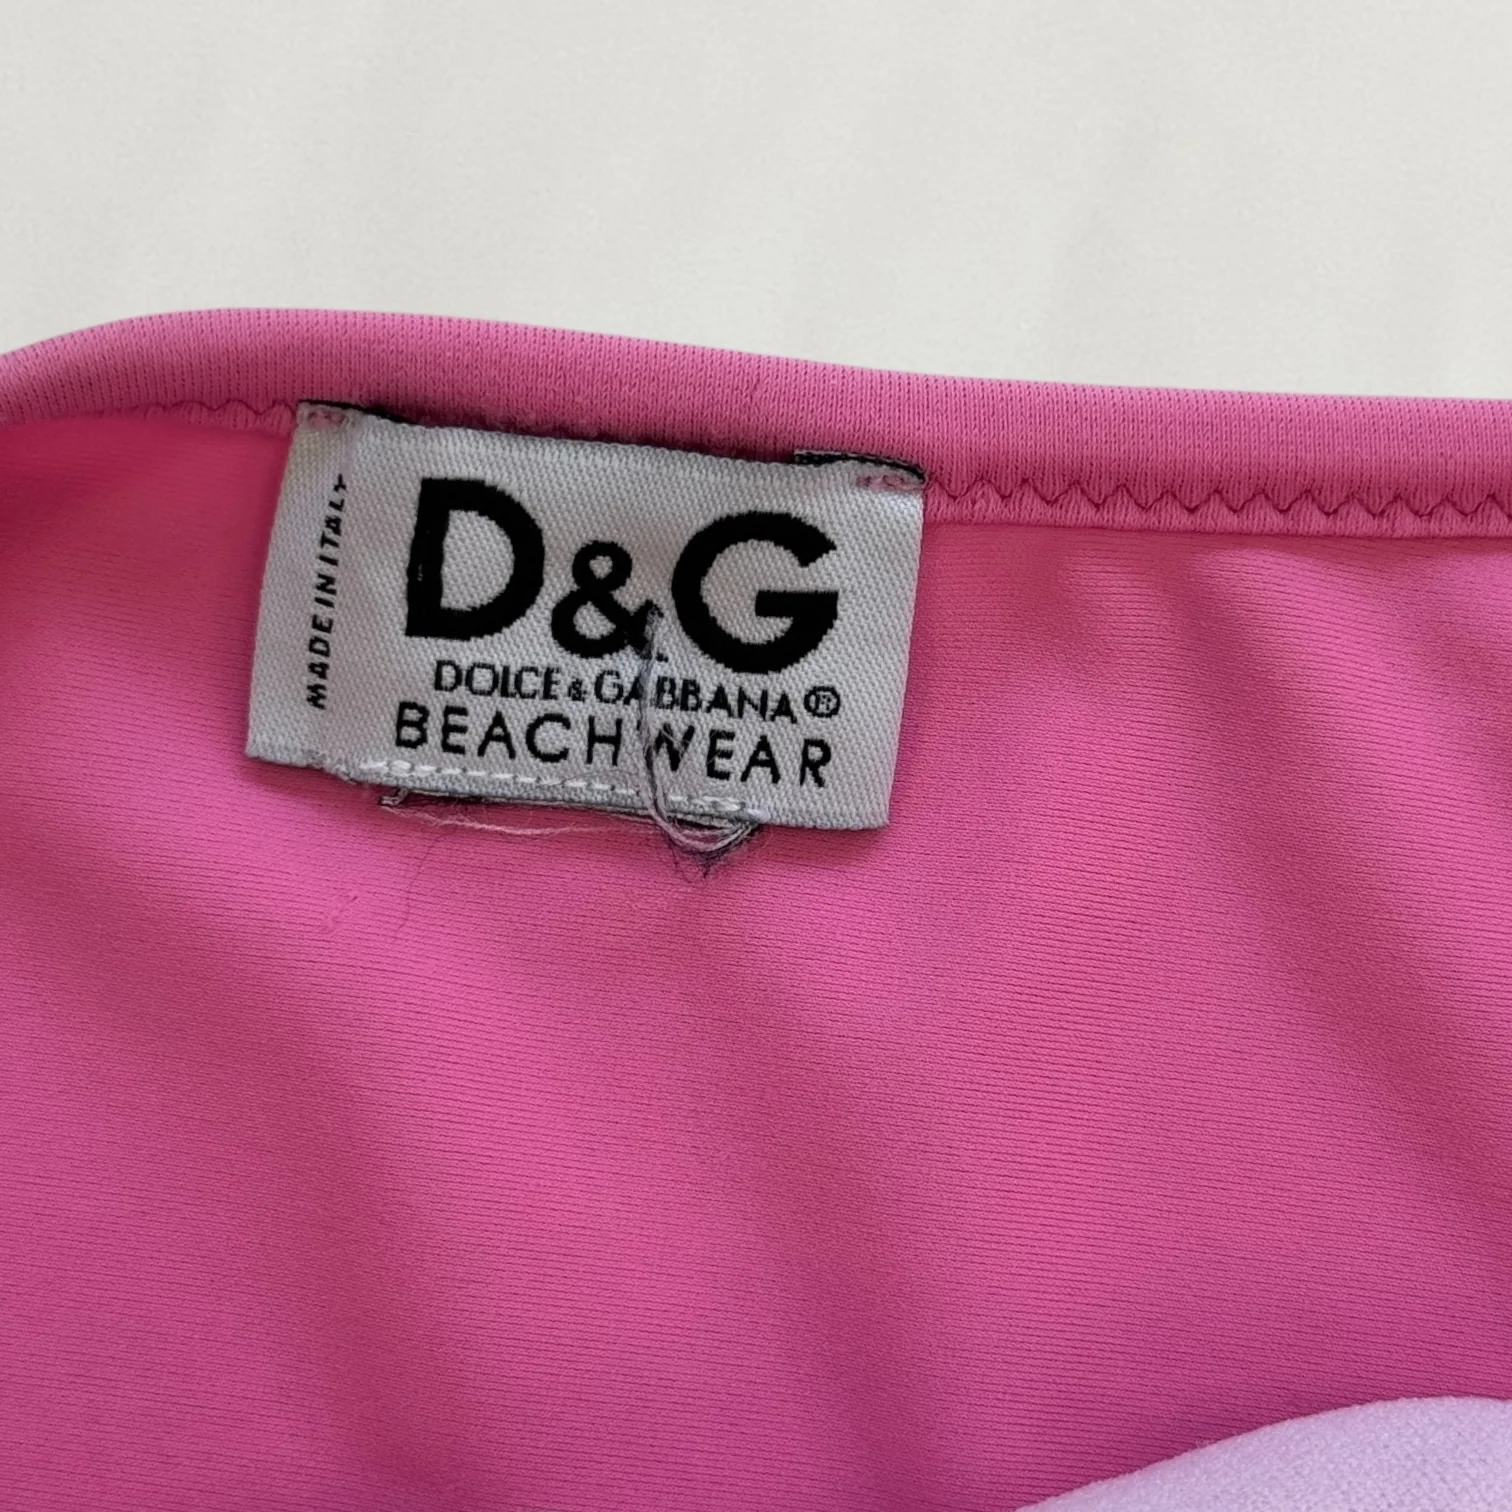 MADE IN ITALY
D&G
DOLCE & GABBANA®
BEACHWEAR